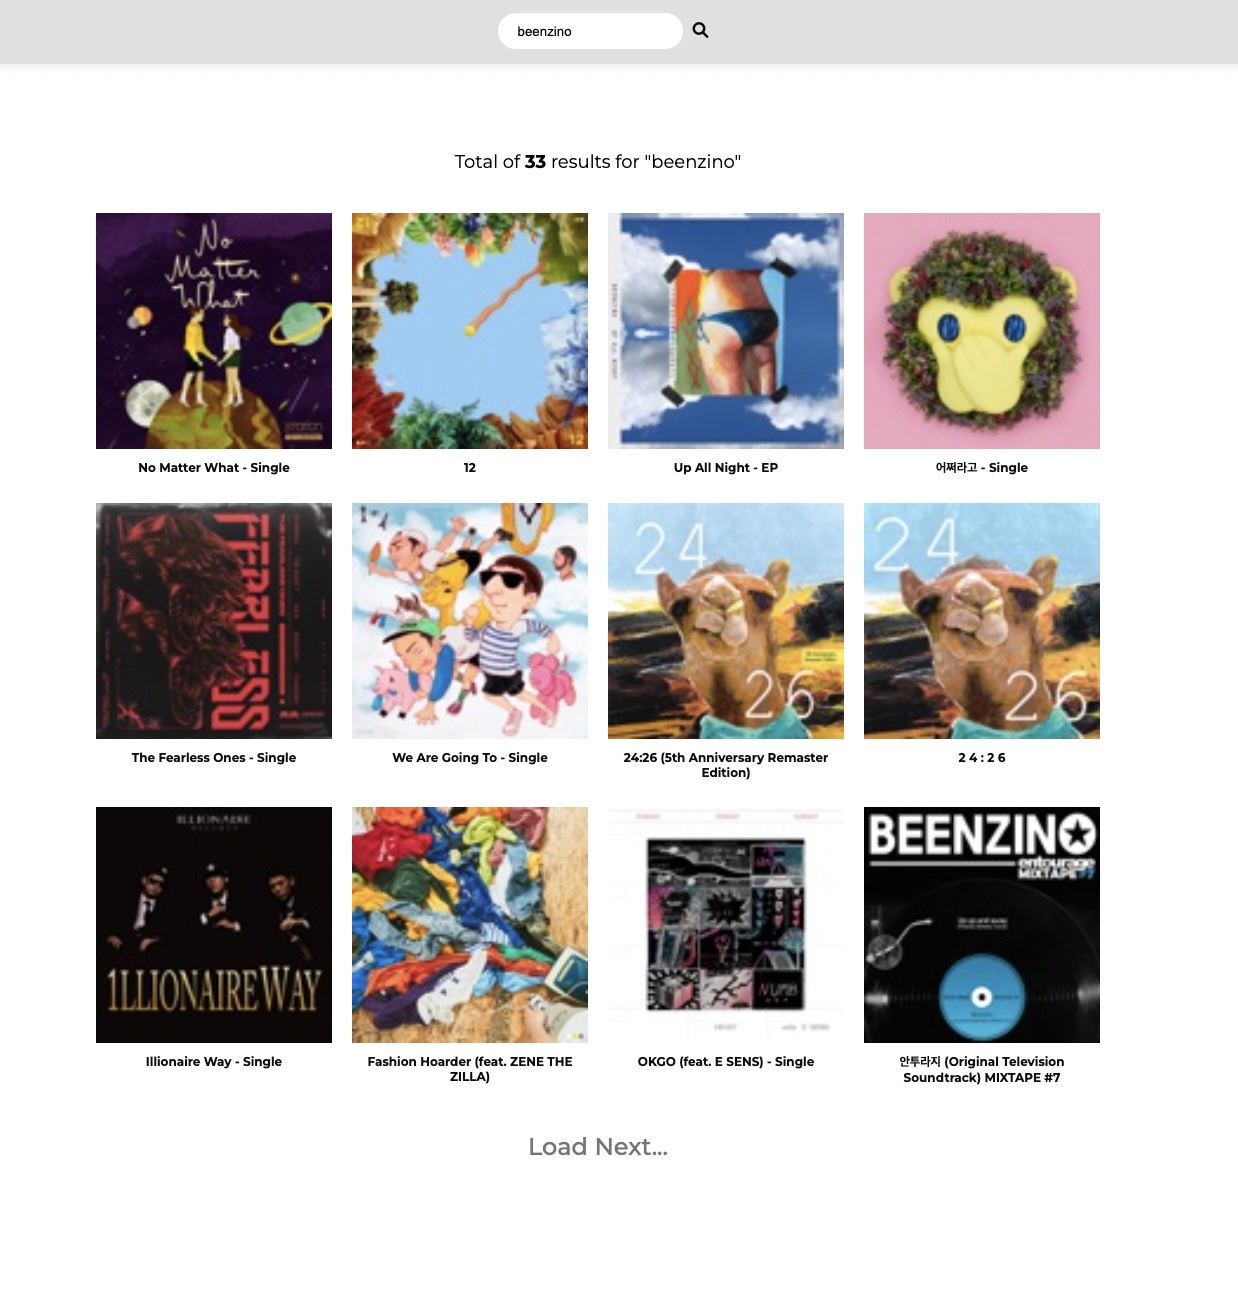 beenzino
Total of 33 results for "beenzino"
No
Matter
What
STATION
No Matter What - Single
12
12
Up All Night - EP
어쩌라고 - Single
The Fearless Ones - Single
We Are Going To - Single
24
26
24:26 (5th Anniversary Remaster
Edition)
24
26
2 4 : 2 6
1LLIONAIRE
RECORDS
1LLIONAIRE WAY
Illionaire Way - Single
Fashion Hoarder (feat. ZENE THE
ZILLA)
NUMB
OKGO (feat. E SENS) - Single
BEENZINO
entourage
MIXTAPE #7
안투라지 (Original Television
Soundtrack) MIXTAPE #7
Load Next...